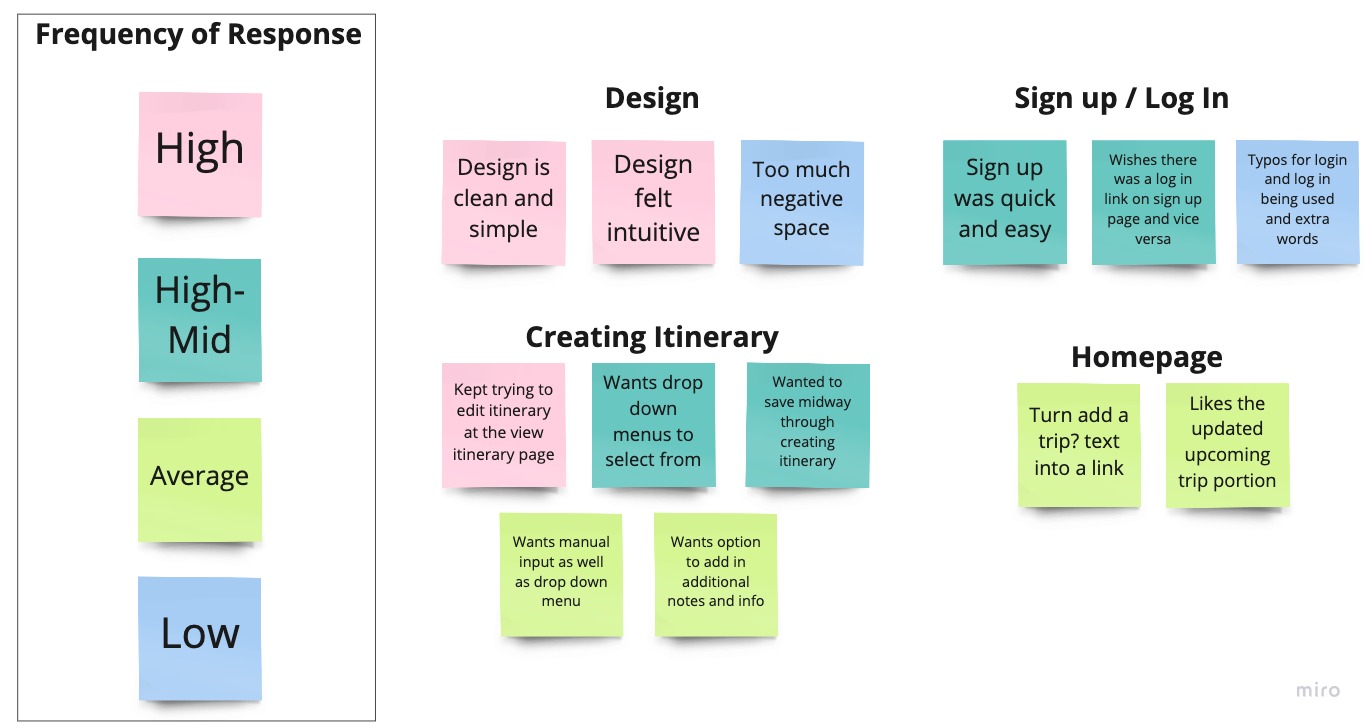 Frequency of Response
High
High-
Mid
Average
Low
Design
Design is
clean and
simple
Design
felt
intuitive
Too much
negative
space
Sign up / Log In
Sign up
was quick
and easy
Wishes there
was a log in
link on sign up
page and vice
versa
Typos for login
and log in
being used
and extra
words
Creating Itinerary
Kept trying to
edit itinerary
at the view
itinerary page
Wants drop
down
menus to
select from
Wanted to
save midway
through
creating
itinerary
Wants manual
input as well
as drop down
menu
Wants option
to add in
additional
notes and info
Homepage
Turn add a
trip? text
into a link
Likes the
updated
upcoming
trip portion
miro